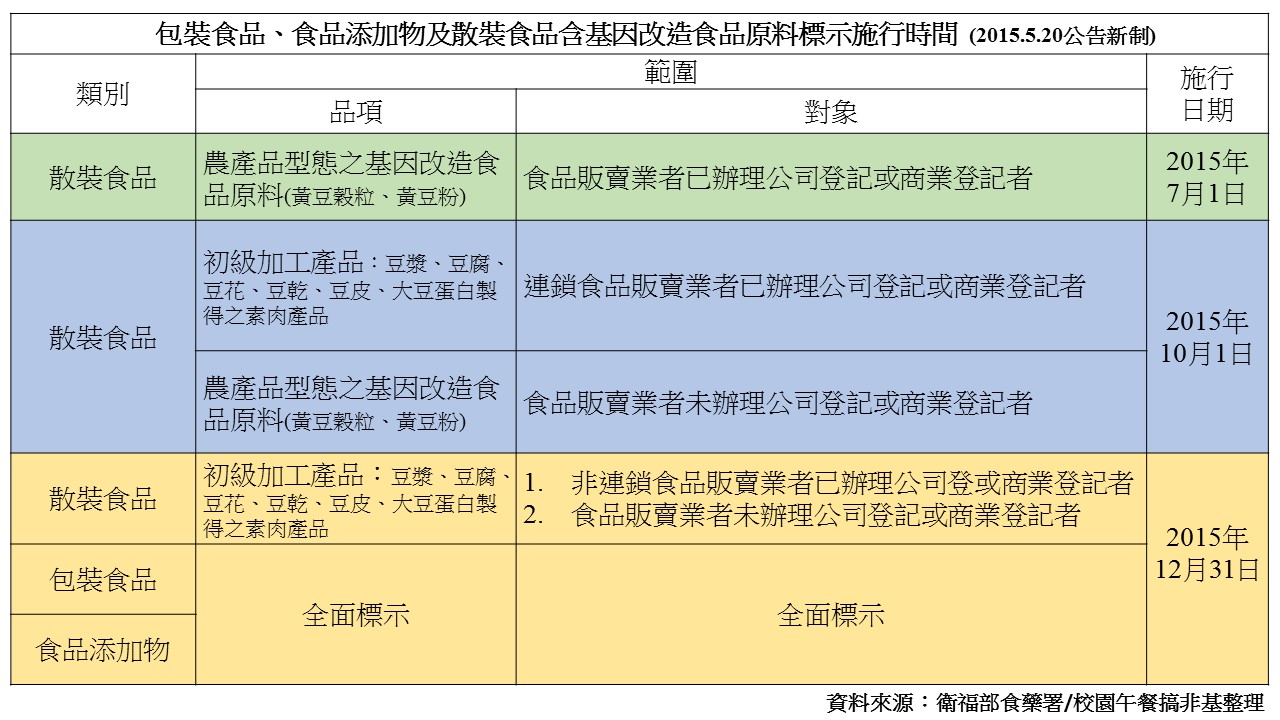 包裝食品、食品添加物及散裝食品含基因改造食品原料標示施行時間 (2015.5.20公告新制)
類別
範圍
施行
日期
品項
對象
散裝食品
農產品型態之基因改造食
品原料(黃豆穀粒、黃豆粉)
食品販賣業者已辦理公司登記或商業登記者
2015年
7月1日
散裝食品
初級加工產品：豆漿、豆腐、
豆花、豆乾、豆皮、大豆蛋白製
得之素肉產品
連鎖食品販賣業者已辦理公司登記或商業登記者
2015年
10月1日
農產品型態之基因改造食
品原料(黃豆穀粒、黃豆粉)
食品販賣業者未辦理公司登記或商業登記者
散裝食品
初級加工產品：豆漿、豆腐、
豆花、豆乾、豆皮、大豆蛋白製
得之素肉產品
1. 非連鎖食品販賣業者已辦理公司登或商業登記者
2. 食品販賣業者未辦理公司登記或商業登記者
2015年
12月31日
包裝食品
全面標示
全面標示
食品添加物
資料來源：衛福部食藥署/校園午餐搞非基整理